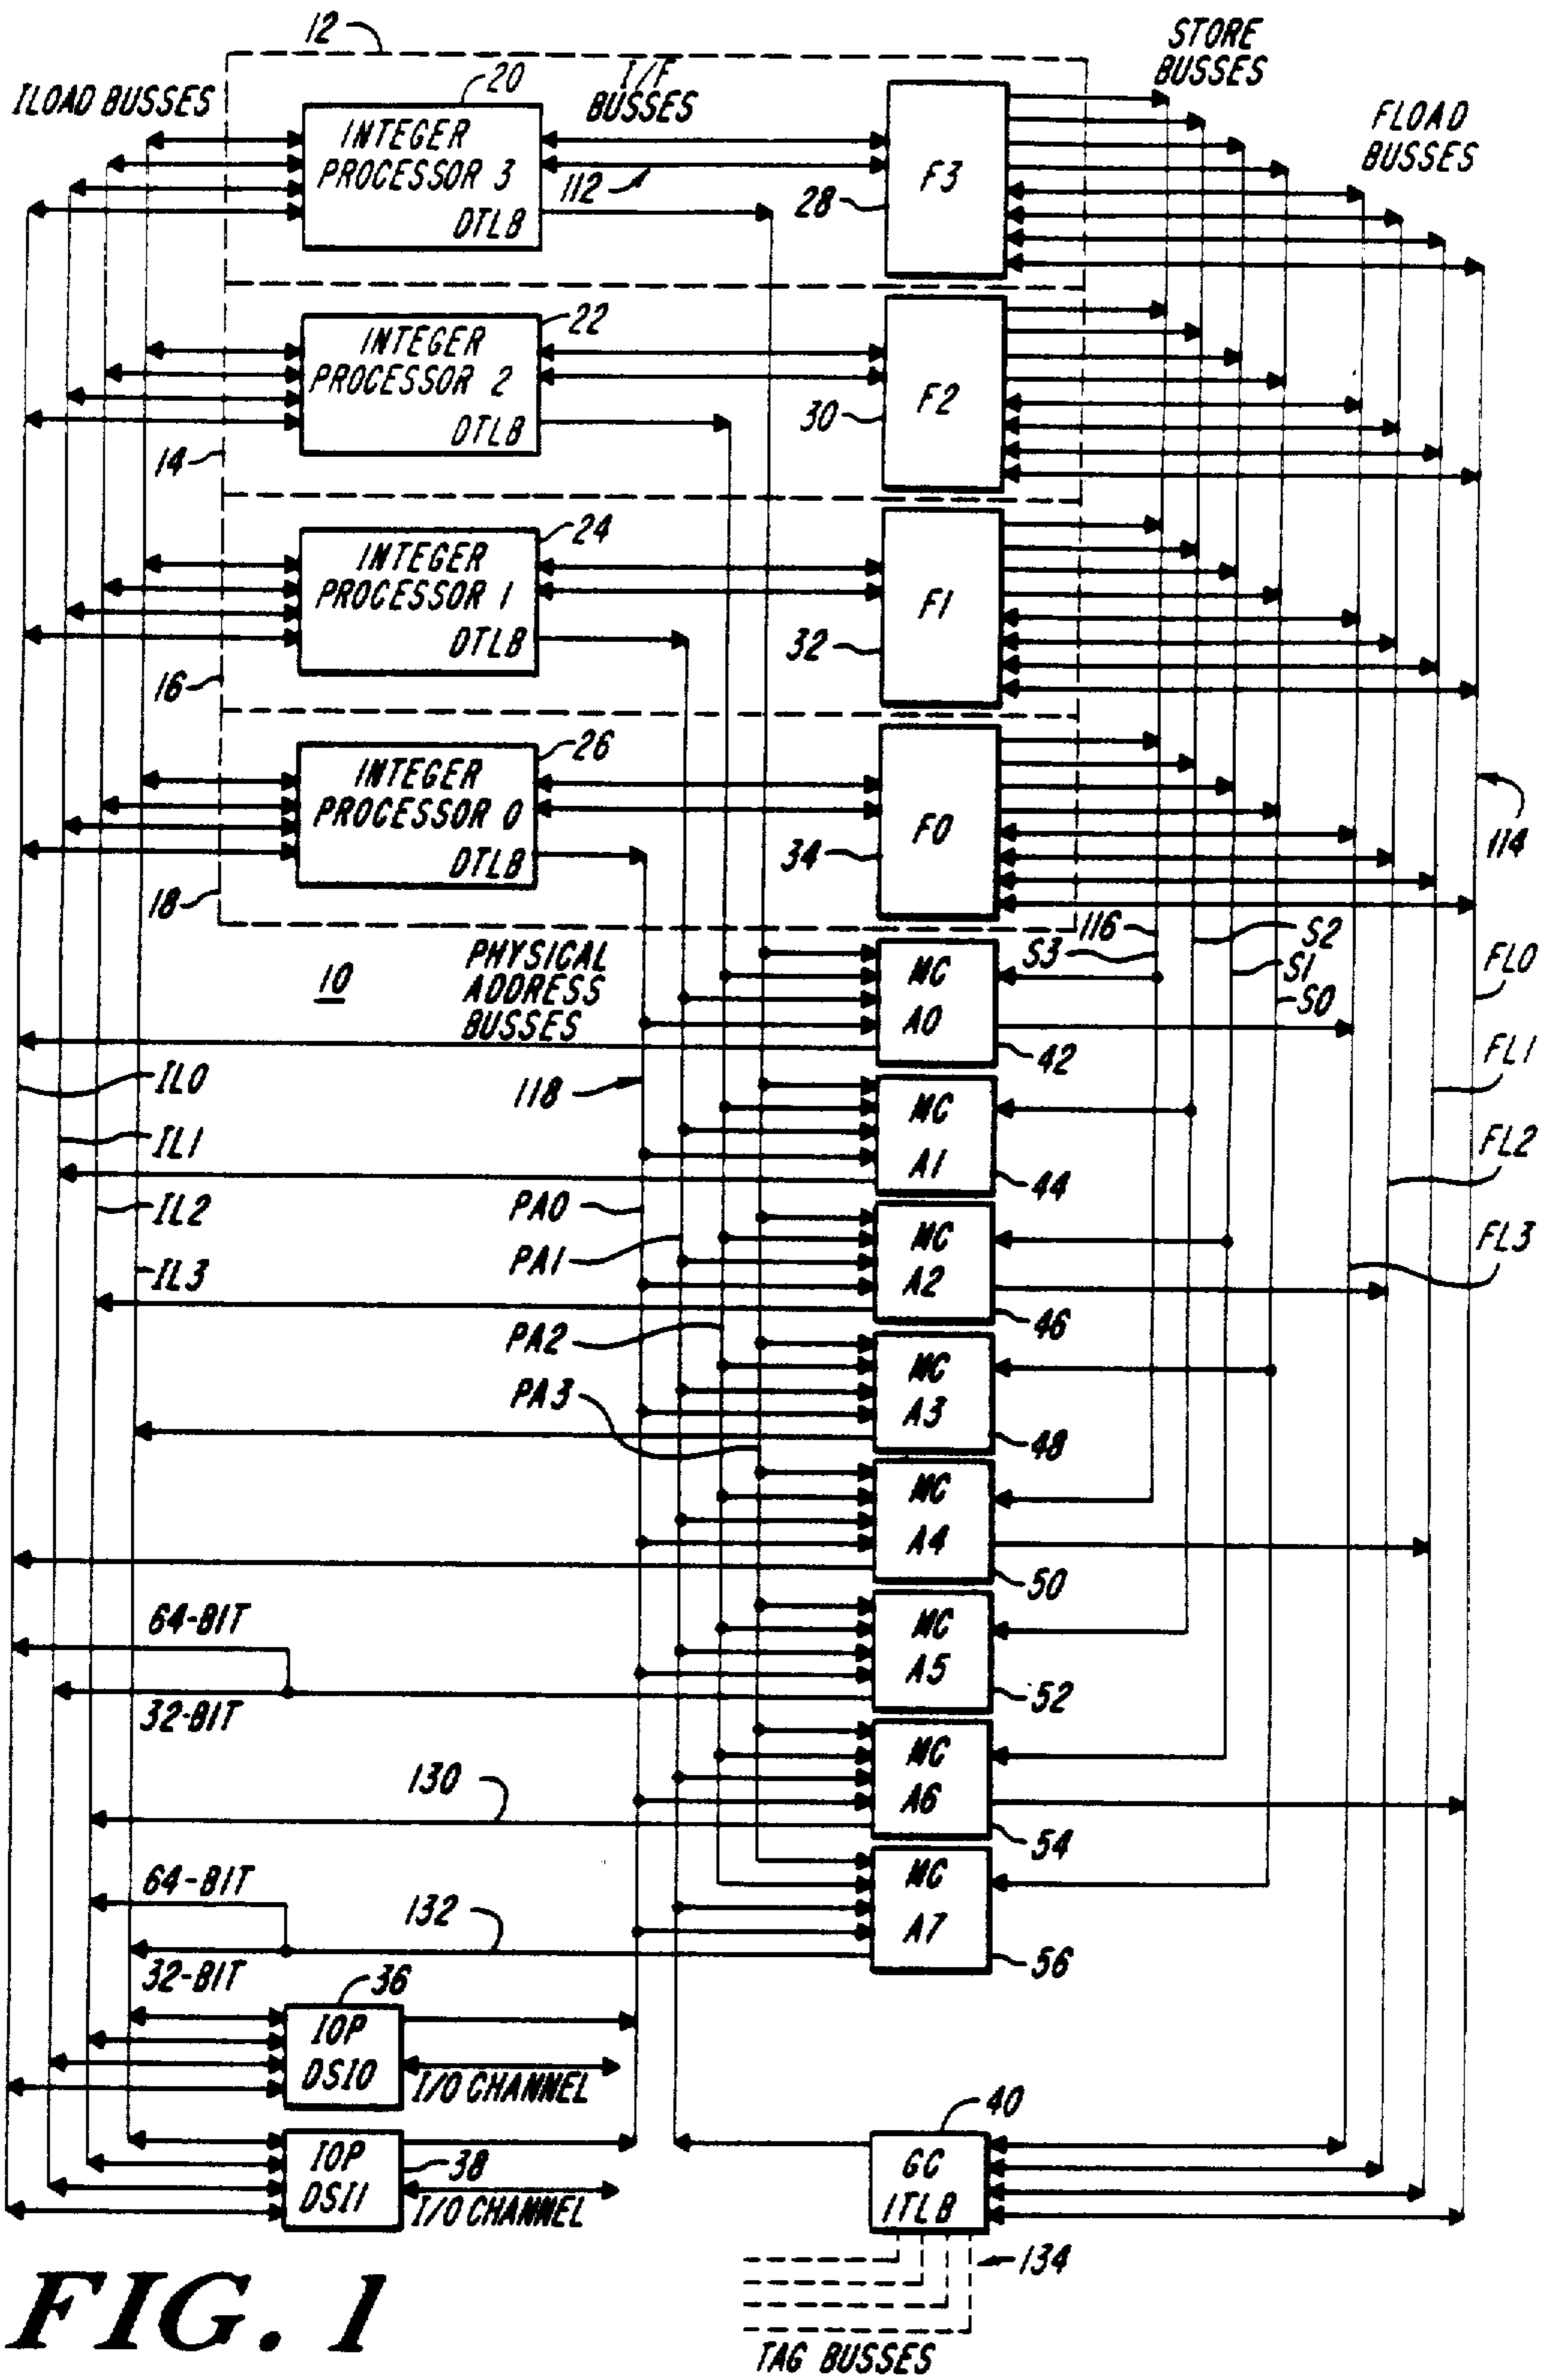 12
STORE
BUSSES
ILOAD BUSSES
20
I/F
BUSSES
FLOAD
BUSSES
INTEGER
PROCESSOR 3
DTLB
112
F3
28
22
INTEGER
PROCESSOR 2
DTLB
F2
30
14
24
INTEGER
PROCESSOR 1
DTLB
F1
32
16
26
INTEGER
PROCESSOR 0
DTLB
F0
34
114
18
116
S3
S2
S1
S0
FL0
10
PHYSICAL
ADDRESS
BUSSES
MC
A0
42
IL0
118
FL1
MC
A1
44
IL1
FL2
IL2
PA0
MC
A2
46
PA1
FL3
IL3
PA2
MC
A3
48
PA3
MC
A4
50
64-BIT
MC
A5
52
32-BIT
130
MC
A6
54
64-BIT
132
MC
A7
56
32-BIT
36
IOP
DSI0
I/O CHANNEL
40
IOP
DSI1
38
I/O CHANNEL
GC
ITLB
134
TAG BUSSES
FIG. 1